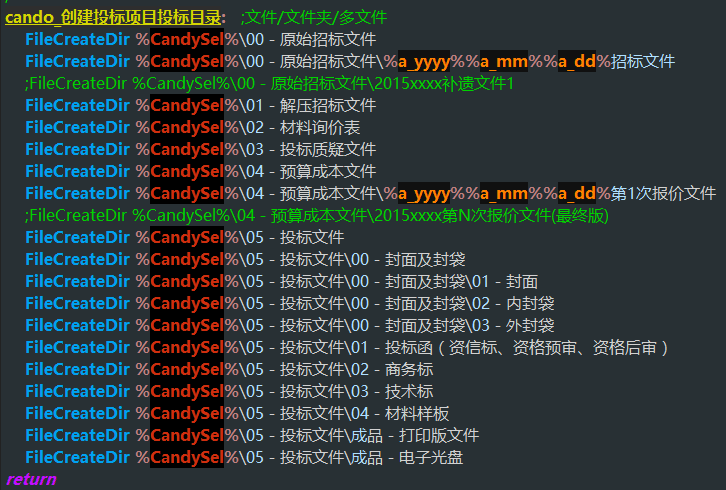 cando_创建投标项目投标目录:   ;文件/文件夹/多文件
FileCreateDir %CandySel%\00 - 原始招标文件
FileCreateDir %CandySel%\00 - 原始招标文件\%a_yyyy%%a_mm%%a_dd%招标文件
;FileCreateDir %CandySel%\00 - 原始招标文件\2015xxxx补遗文件1
FileCreateDir %CandySel%\01 - 解压招标文件
FileCreateDir %CandySel%\02 - 材料询价表
FileCreateDir %CandySel%\03 - 投标质疑文件
FileCreateDir %CandySel%\04 - 预算成本文件
FileCreateDir %CandySel%\04 - 预算成本文件\%a_yyyy%%a_mm%%a_dd%第1次报价文件
;FileCreateDir %CandySel%\04 - 预算成本文件\2015xxxx第N次报价文件(最终版)
FileCreateDir %CandySel%\05 - 投标文件
FileCreateDir %CandySel%\05 - 投标文件\00 - 封面及封袋
FileCreateDir %CandySel%\05 - 投标文件\00 - 封面及封袋\01 - 封面
FileCreateDir %CandySel%\05 - 投标文件\00 - 封面及封袋\02 - 内封袋
FileCreateDir %CandySel%\05 - 投标文件\00 - 封面及封袋\03 - 外封袋
FileCreateDir %CandySel%\05 - 投标文件\01 - 投标函（资信标、资格预审、资格后审）
FileCreateDir %CandySel%\05 - 投标文件\02 - 商务标
FileCreateDir %CandySel%\05 - 投标文件\03 - 技术标
FileCreateDir %CandySel%\05 - 投标文件\04 - 材料样板
FileCreateDir %CandySel%\05 - 投标文件\成品 - 打印版文件
FileCreateDir %CandySel%\05 - 投标文件\成品 - 电子光盘
return